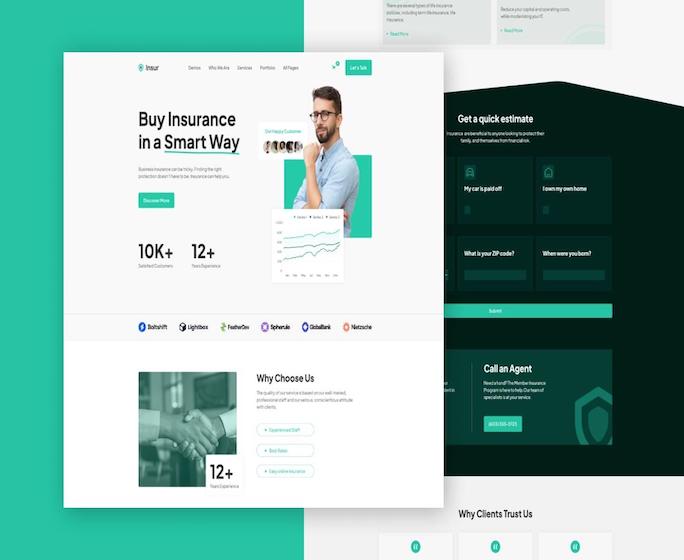 There are several types of life insurance
policies, including term life insurance, life
insurance.
Read More
Reduce your capital and operating costs,
while modernising your IT.
Read More
Insur
Demos
Who We Are
Services
Portfolio
All Pages
Let's Talk
Buy Insurance
in a Smart Way
Our Happy Customer
Business insurance can be tricky. Finding the right
protection doesn't have to be. Insurance can help you.
Discover More
10K+
Satisfied Customers
12+
Years Experience
Boltshift
Lightbox
FeatherDev
Spherule
GlobalBank
Nietzsche
12+
Years Experience
Why Choose Us
The quality of our service is based on our well-trained,
professional staff and our serious, conscientious attitude
with clients.
Experienced Staff
Best Rates
Easy online insurance
Get a quick estimate
Insurance are beneficial to anyone looking to protect their
family, and themselves from financial risk.
My car is paid off
I own my own home
What is your ZIP code?
When were you born?
Submit
Call an Agent
Need a hand? The Member Insurance
Program is here to help. Our team of
specialists is at your service.
Why Clients Trust Us